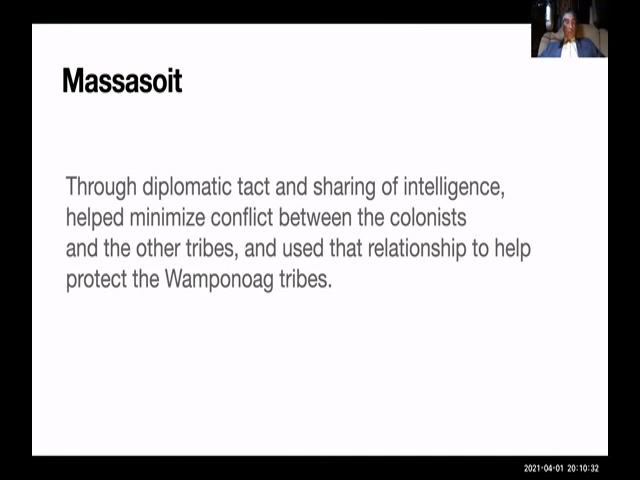 Massasoit
Through diplomatic tact and sharing of intelligence,
helped minimize conflict between the colonists
and the other tribes, and used that relationship to help
protect the Wamponoag tribes.
2021-04-01 20:10:32